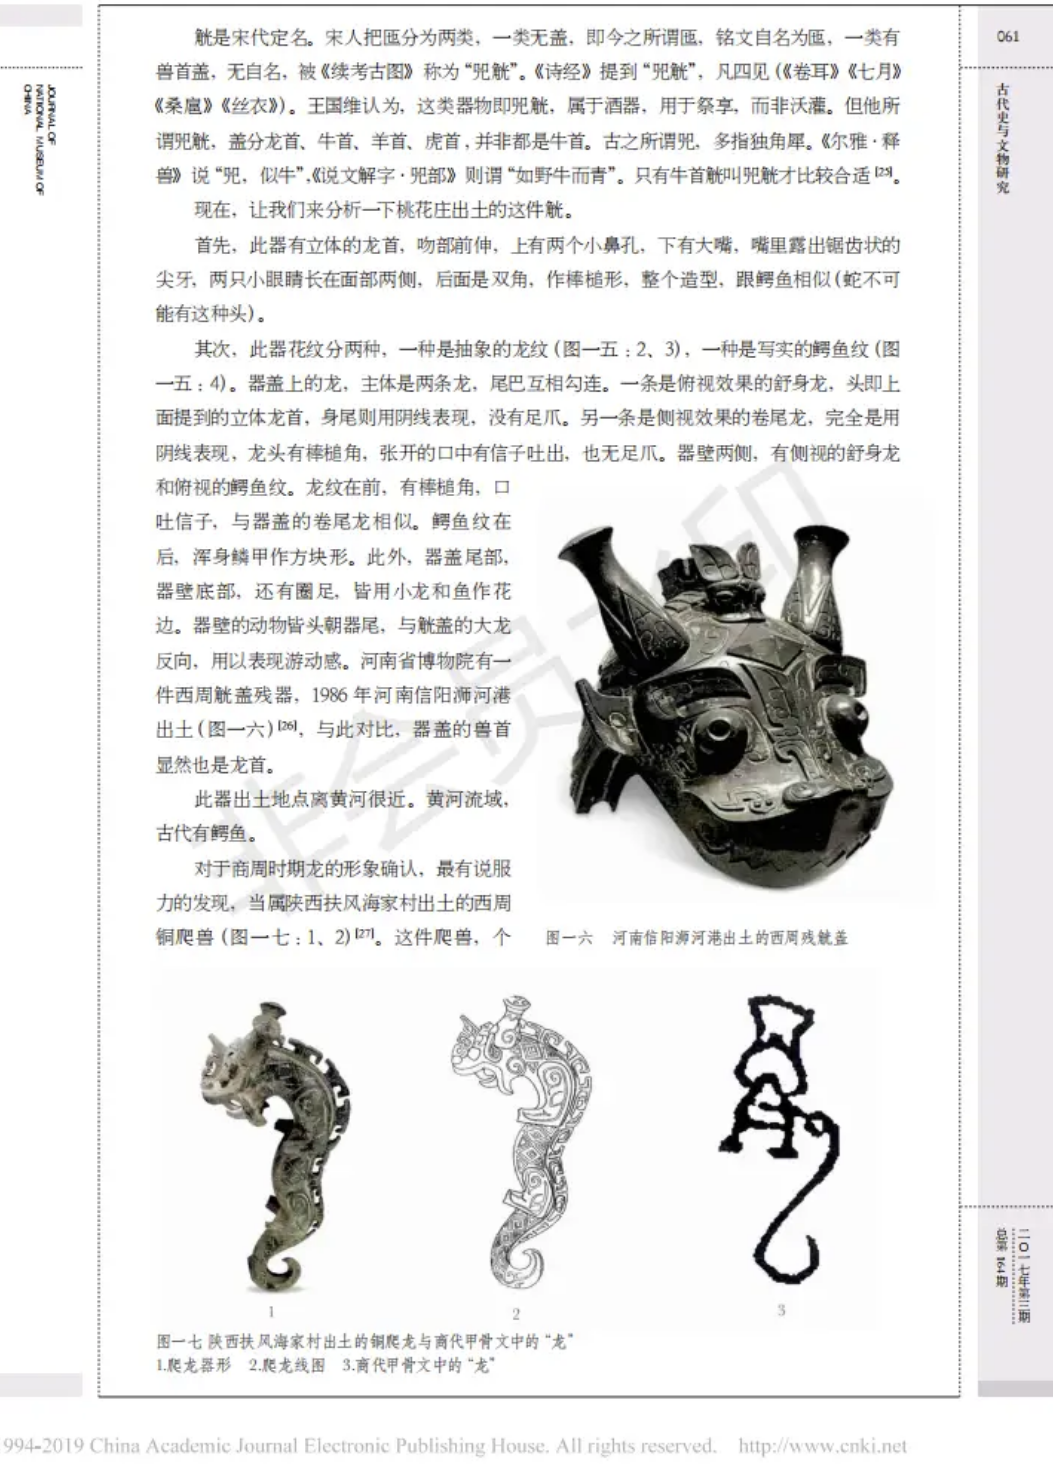 061
JOURNAL OF
NATIONAL MUSEUM OF
CHINA
古代史与文物研究
觥是宋代定名。宋人把匜分为两类，一类无盖，即今之所谓匜，铭文自名为匜，一类有
兽首盖，无自名，被《续考古图》称为“兕觥”。《诗经》提到“兕觥”，凡四见（《卷耳》《七月》
《桑扈》《丝衣》）。王国维认为，这类器物即兕觥，属于酒器，用于祭享，而非沃灌。但他所
谓兕觥，盖分龙首、牛首、羊首、虎首，并非都是牛首。古之所谓兕，多指独角犀。《尔雅·释
兽》说“兕，似牛”，《说文解字·兕部》则谓“如野牛而青”。只有牛首觥叫兕觥才比较合适[25]。
现在，让我们来分析一下桃花庄出土的这件觥。
首先，此器有立体的龙首，吻部前伸，上有两个小鼻孔，下有大嘴，嘴里露出锯齿状的
尖牙，两只小眼睛长在面部两侧，后面是双角，作棒槌形，整个造型，跟鳄鱼相似（蛇不可
能有这种头）。
其次，此器花纹分两种，一种是抽象的龙纹（图一五：2、3），一种是写实的鳄鱼纹（图
一五：4）。器盖上的龙，主体是两条龙，尾巴互相勾连。一条是俯视效果的舒身龙，头即上
面提到的立体龙首，身尾则用阴线表现，没有足爪。另一条是侧视效果的卷尾龙，完全是用
阴线表现，龙头有棒槌角，张开的口中有信子吐出，也无足爪。器壁两侧，有侧视的舒身龙
和俯视的鳄鱼纹。龙纹在前，有棒槌角，口
吐信子，与器盖的卷尾龙相似。鳄鱼纹在
后，浑身鳞甲作方块形。此外，器盖尾部，
器壁底部，还有圈足，皆用小龙和鱼作花
边。器壁的动物皆头朝器尾，与觥盖的大龙
反向，用以表现游动感。河南省博物院有一
件西周觥盖残器，1986 年河南信阳浉河港
出土（图一六）[26]，与此对比，器盖的兽首
显然也是龙首。
此器出土地点离黄河很近。黄河流域，
古代有鳄鱼。
对于商周时期龙的形象确认，最有说服
力的发现，当属陕西扶风海家村出土的西周
铜爬兽（图一七：1、2）[27]。这件爬兽，个
图一六 河南信阳浉河港出土的西周残觥盖
1
2
3
图一七 陕西扶风海家村出土的铜爬龙与商代甲骨文中的“龙”
1.爬龙器形 2.爬龙线图 3.商代甲骨文中的“龙”
二〇一七年第三期
总第 164 期
非会员水印
994-2019 China Academic Journal Electronic Publishing House. All rights reserved. http://www.cnki.net